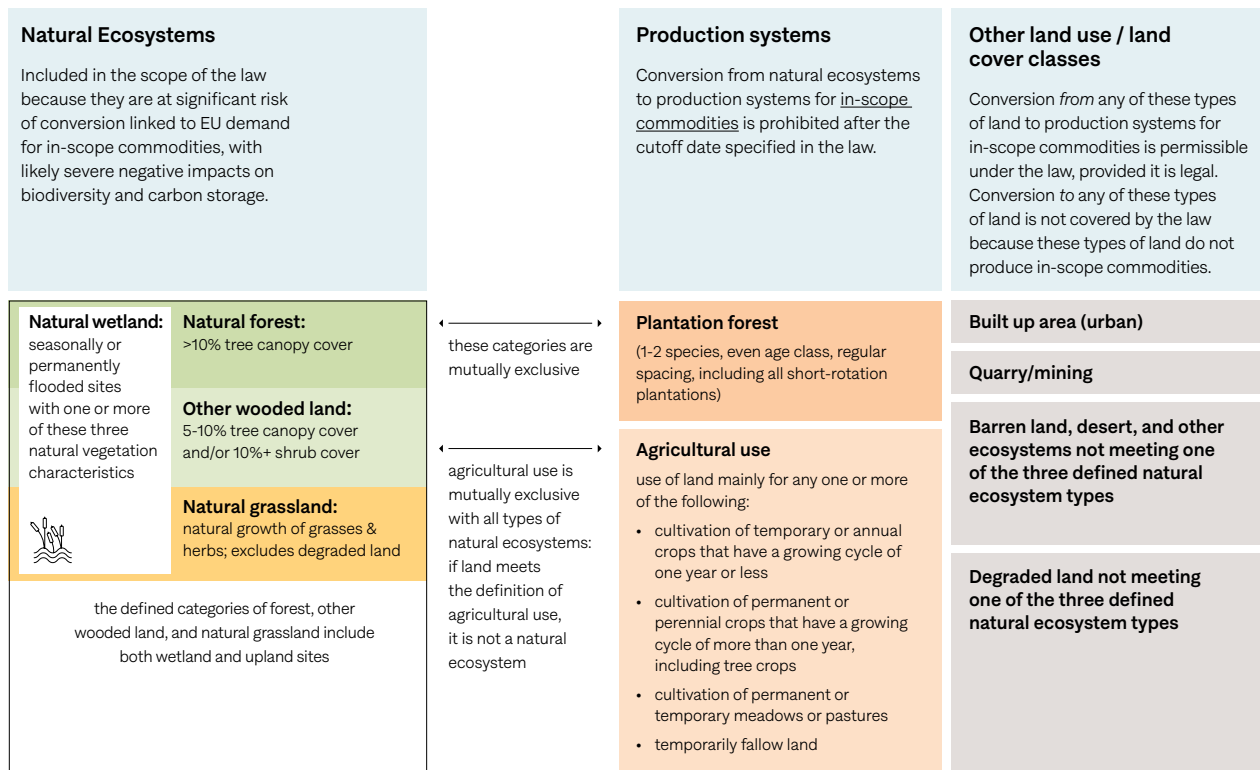 Natural Ecosystems
Included in the scope of the law
because they are at significant risk
of conversion linked to EU demand
for in-scope commodities, with
likely severe negative impacts on
biodiversity and carbon storage.
Production systems
Conversion from natural ecosystems
to production systems for in-scope
commodities is prohibited after the
cutoff date specified in the law.
Other land use / land
cover classes
Conversion from any of these types
of land to production systems for
in-scope commodities is permissible
under the law, provided it is legal.
Conversion to any of these types
of land is not covered by the law
because these types of land do not
produce in-scope commodities.
Natural wetland:
seasonally or
permanently
flooded sites
with one or more
of these three
natural vegetation
characteristics
Natural forest:
>10% tree canopy cover
Other wooded land:
5-10% tree canopy cover
and/or 10%+ shrub cover
Natural grassland:
natural growth of grasses &
herbs; excludes degraded land
the defined categories of forest, other
wooded land, and natural grassland include
both wetland and upland sites
these categories are
mutually exclusive
agricultural use is
mutually exclusive
with all types of
natural ecosystems:
if land meets
the definition of
agricultural use,
it is not a natural
ecosystem
Plantation forest
(1-2 species, even age class, regular
spacing, including all short-rotation
plantations)
Agricultural use
use of land mainly for any one or more
of the following:
• cultivation of temporary or annual
crops that have a growing cycle of
one year or less
• cultivation of permanent or
perennial crops that have a growing
cycle of more than one year,
including tree crops
• cultivation of permanent or
temporary meadows or pastures
• temporarily fallow land
Built up area (urban)
Quarry/mining
Barren land, desert, and other
ecosystems not meeting one
of the three defined natural
ecosystem types
Degraded land not meeting
one of the three defined
natural ecosystem types